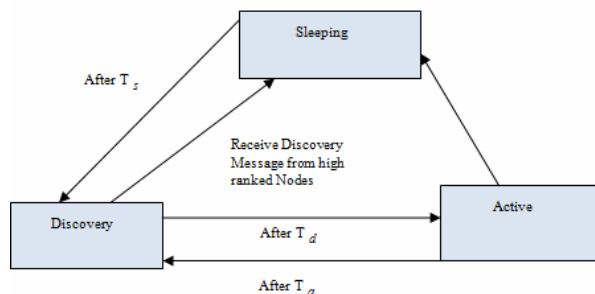 Sleeping
After T s
Receive Discovery
Message from high
ranked Nodes
Discovery
Active
After T d
After T a